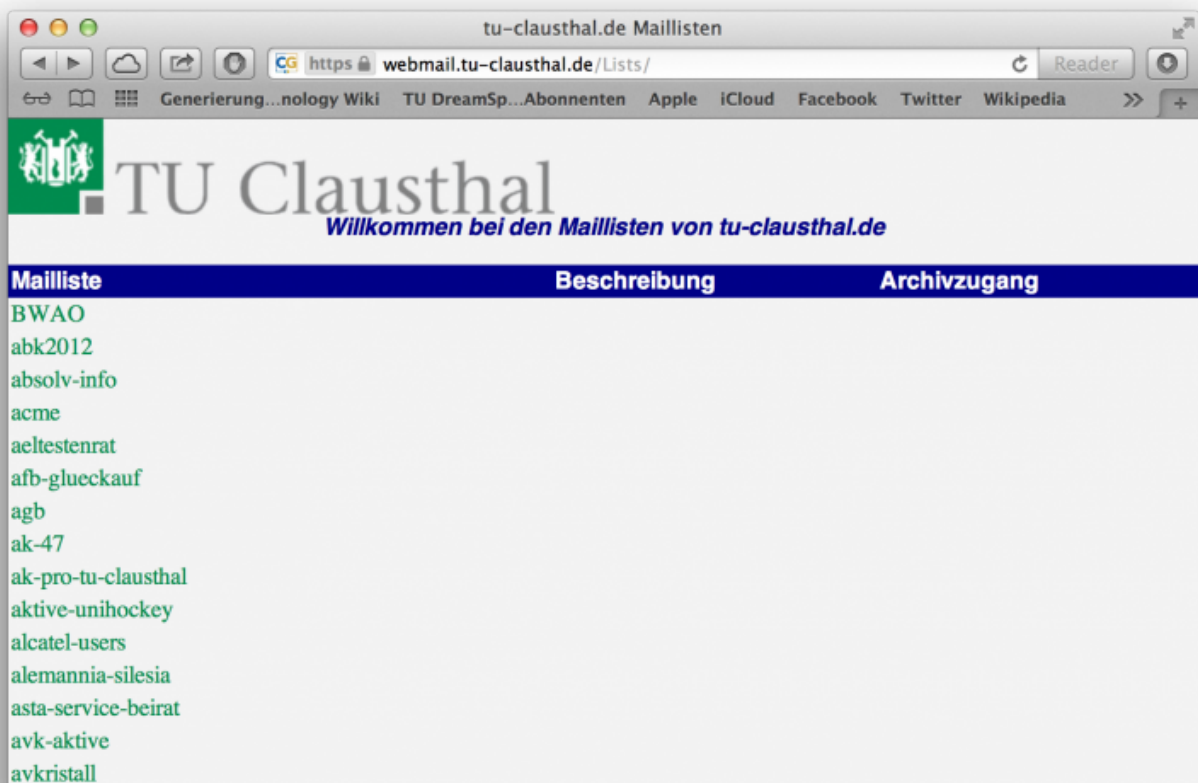 tu-clausthal.de Maillisten
CG https webmail.tu-clausthal.de/Lists/ Reader
Generierung...nology Wiki TU DreamSp...Abonnenten Apple iCloud Facebook Twitter Wikipedia >> +
TU Clausthal
Willkommen bei den Maillisten von tu-clausthal.de
Mailliste Beschreibung Archivzugang
BWAO
abk2012
absolv-info
acme
aeltestenrat
afb-glueckauf
agb
ak-47
ak-pro-tu-clausthal
aktive-unihockey
alcatel-users
alemannia-silesia
asta-service-beirat
avk-aktive
avkristall